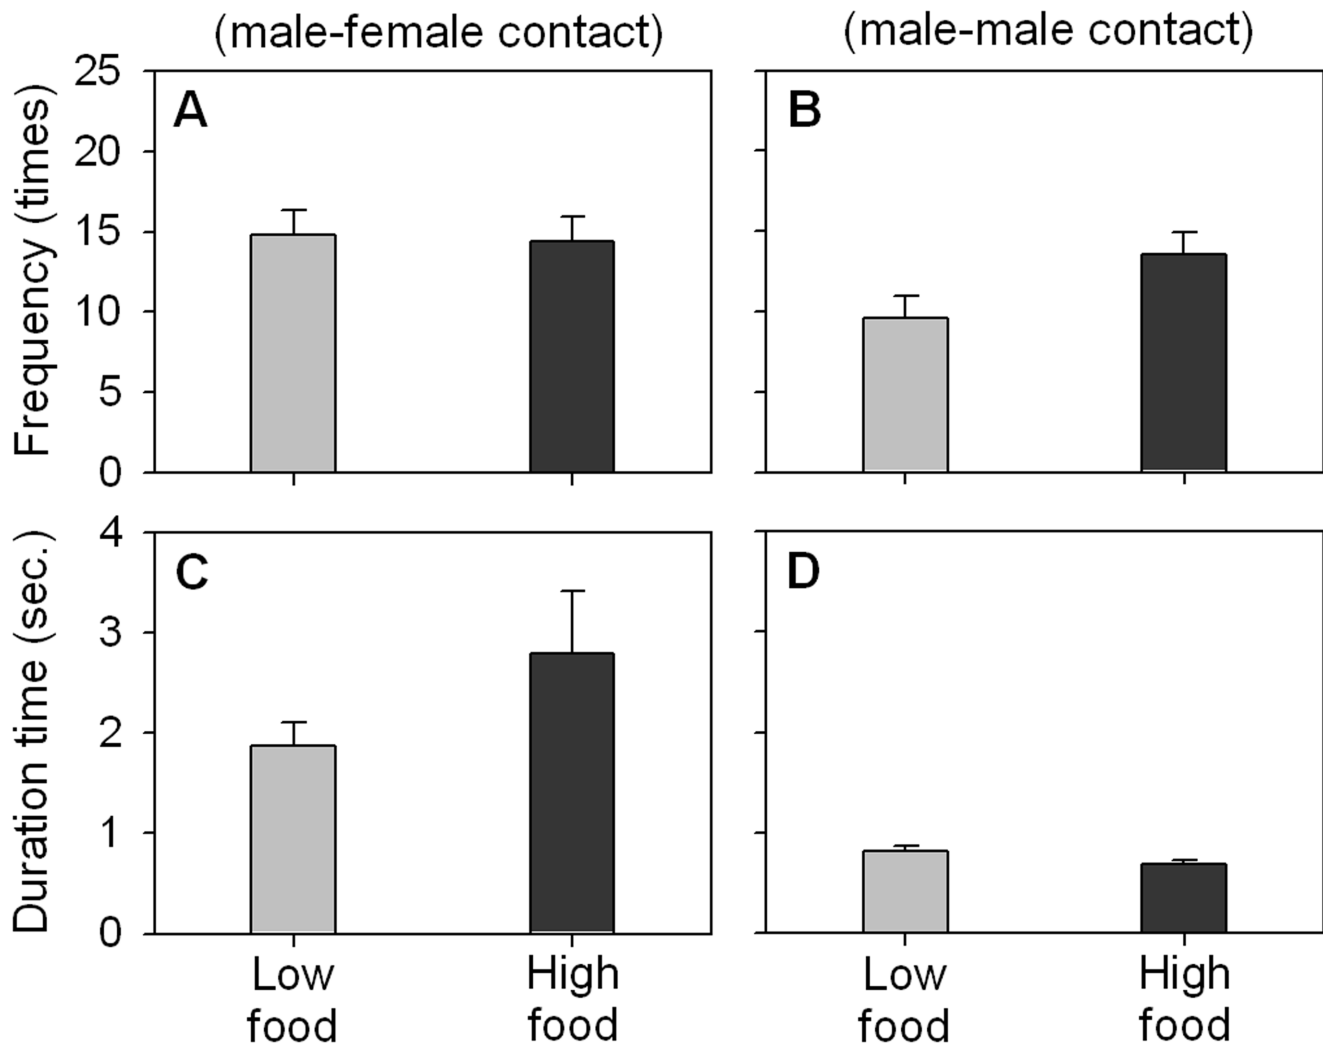 (male-female contact)
(male-male contact)
Frequency (times)
25
20
15
10
5
0
A
B
Duration time (sec.)
4
3
2
1
0
C
D
Low
food
High
food
Low
food
High
food